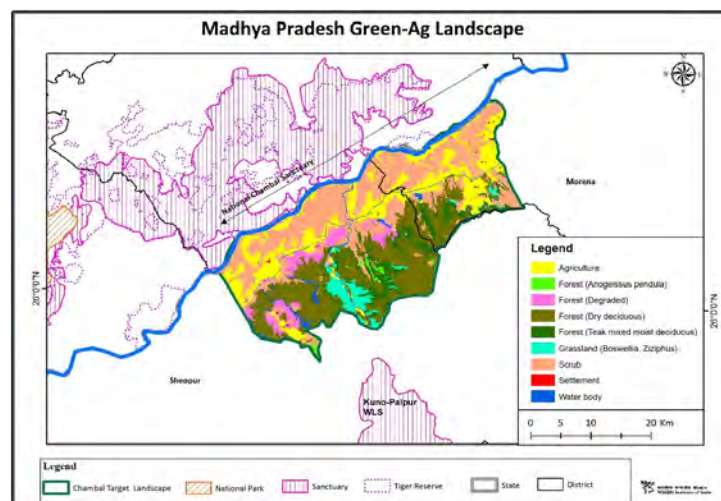 Madhya Pradesh Green-Ag Landscape
National Chambal Sanctuary
Morena
26°0'0"N
26°0'0"N
Sheopur
Kuno-Palpur
WLS
Legend
Agriculture
Forest (Anogeissus pendula)
Forest (Degraded)
Forest (Dry deciduous)
Forest (Teak mixed moist deciduous)
Grassland (Boswellia, Ziziphus)
Scrub
Settlement
Water body
0 5 10 20 Km
Legend
Chambal Target Landscape
National Park
Sanctuary
Tiger Reserve
State
District